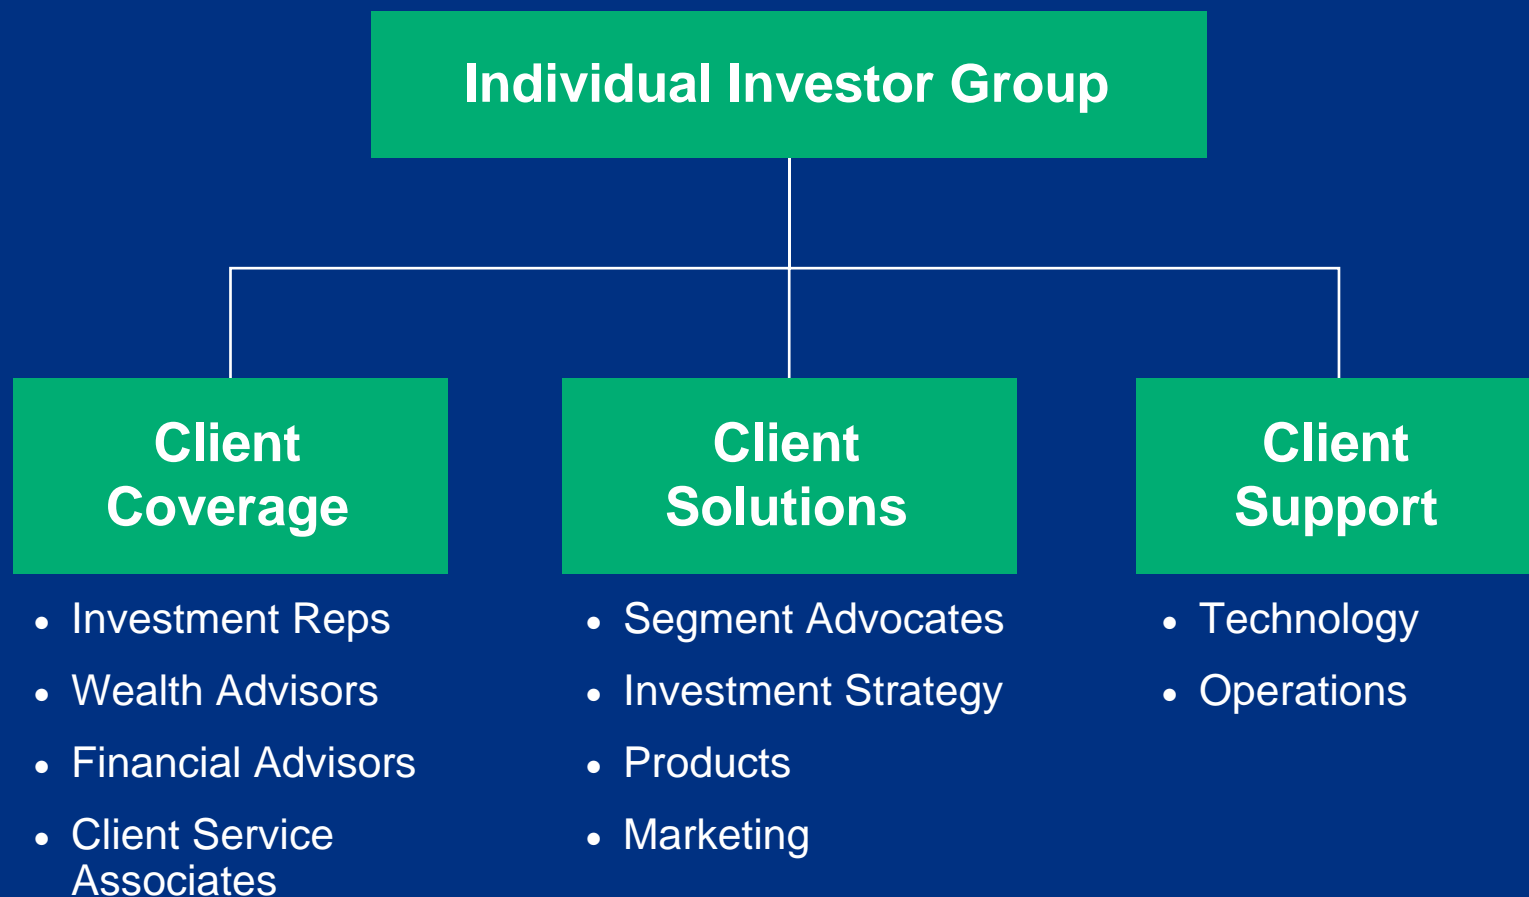 Individual Investor Group
Client
Coverage
Client
Solutions
Client
Support
• Investment Reps
• Wealth Advisors
• Financial Advisors
• Client Service
Associates
• Segment Advocates
• Investment Strategy
• Products
• Marketing
• Technology
• Operations